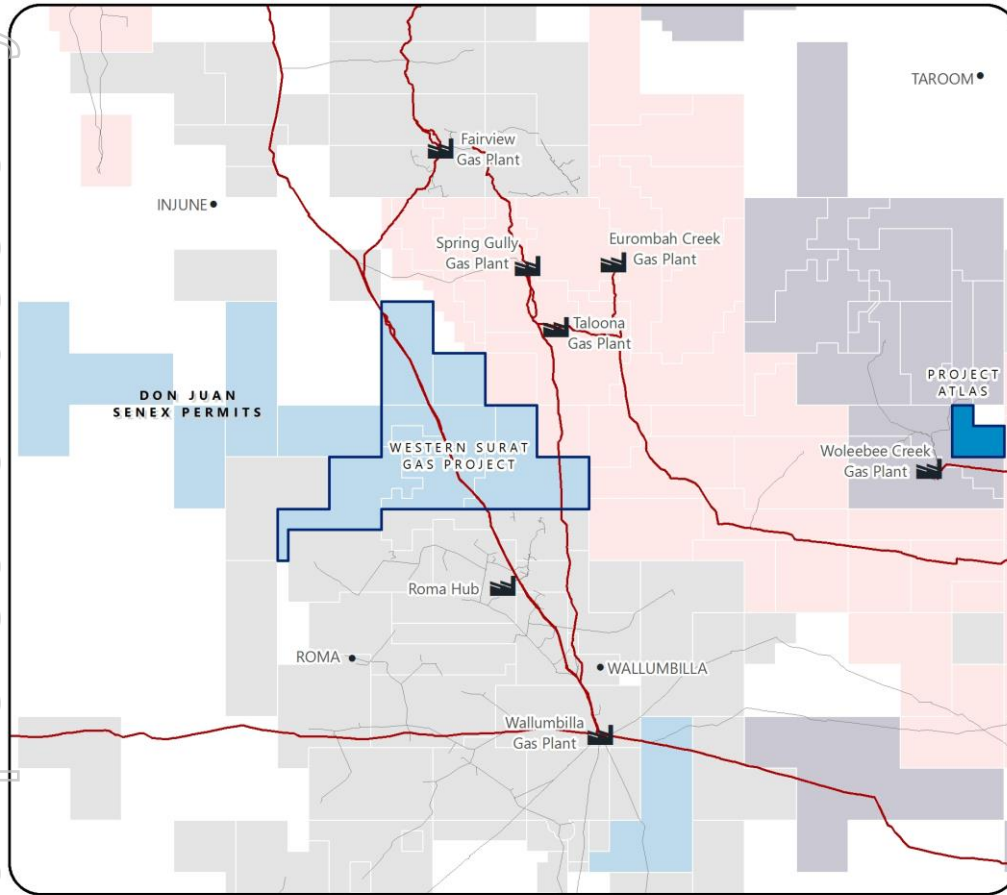 TAROOM
Fairview
Gas Plant
INJUNE
Spring Gully
Gas Plant
Eurombah Creek
Gas Plant
Taloona
Gas Plant
DON JUAN
SENEX PERMITS
PROJECT
ATLAS
WESTERN SURAT
GAS PROJECT
Woleebee Creek
Gas Plant
Roma Hub
ROMA
WALLUMBILLA
Wallumbilla
Gas Plant